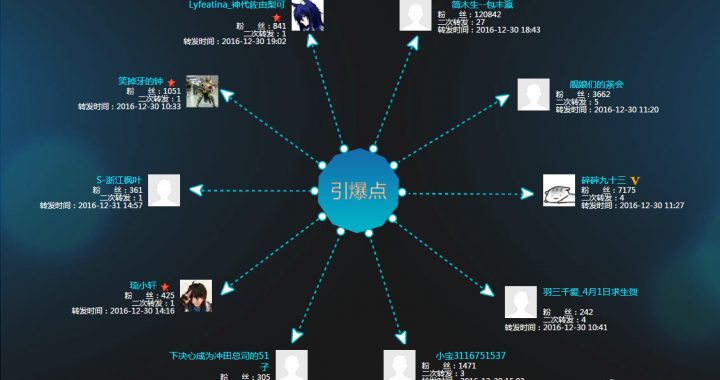 Lyfeatina_神代佐由梨可
粉 丝：841
二次转发：1
转发时间：2016-12-30 19:02
简木生--包丰瀛
粉 丝：120842
二次转发：27
转发时间：2016-12-30 18:43
笑掉牙的钟
粉 丝：1051
二次转发：1
转发时间：2016-12-30 10:33
舰娘们的茶会
粉 丝：3662
二次转发：5
转发时间：2016-12-30 11:20
S-浙江枫叶
粉 丝：361
二次转发：1
转发时间：2016-12-31 14:57
引爆点
碎碎九十三
粉 丝：7175
二次转发：4
转发时间：2016-12-30 11:27
琉小轩
粉 丝：425
二次转发：1
转发时间：2016-12-30 14:16
羽三千爱_4月1日求生贺
粉 丝：242
二次转发：4
转发时间：2016-12-30 10:41
下决心成为冲田总司的51
子
粉 丝：305
小宝3116751537
粉 丝：1471
二次转发：3